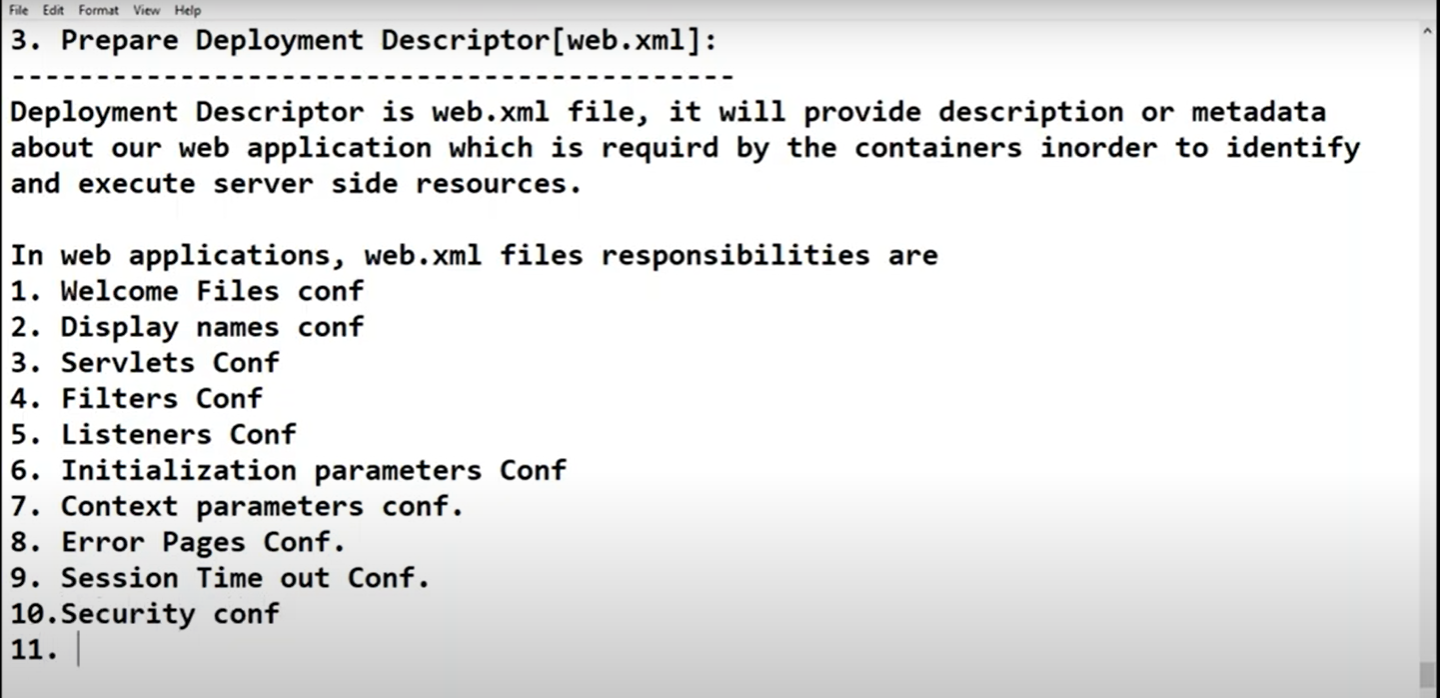 File Edit Format View Help
3. Prepare Deployment Descriptor[web.xml]:
-------------------------------------------
Deployment Descriptor is web.xml file, it will provide description or metadata
about our web application which is requird by the containers inorder to identify
and execute server side resources.
In web applications, web.xml files responsibilities are
1. Welcome Files conf
2. Display names conf
3. Servlets Conf
4. Filters Conf
5. Listeners Conf
6. Initialization parameters Conf
7. Context parameters conf.
8. Error Pages Conf.
9. Session Time out Conf.
10.Security conf
11.